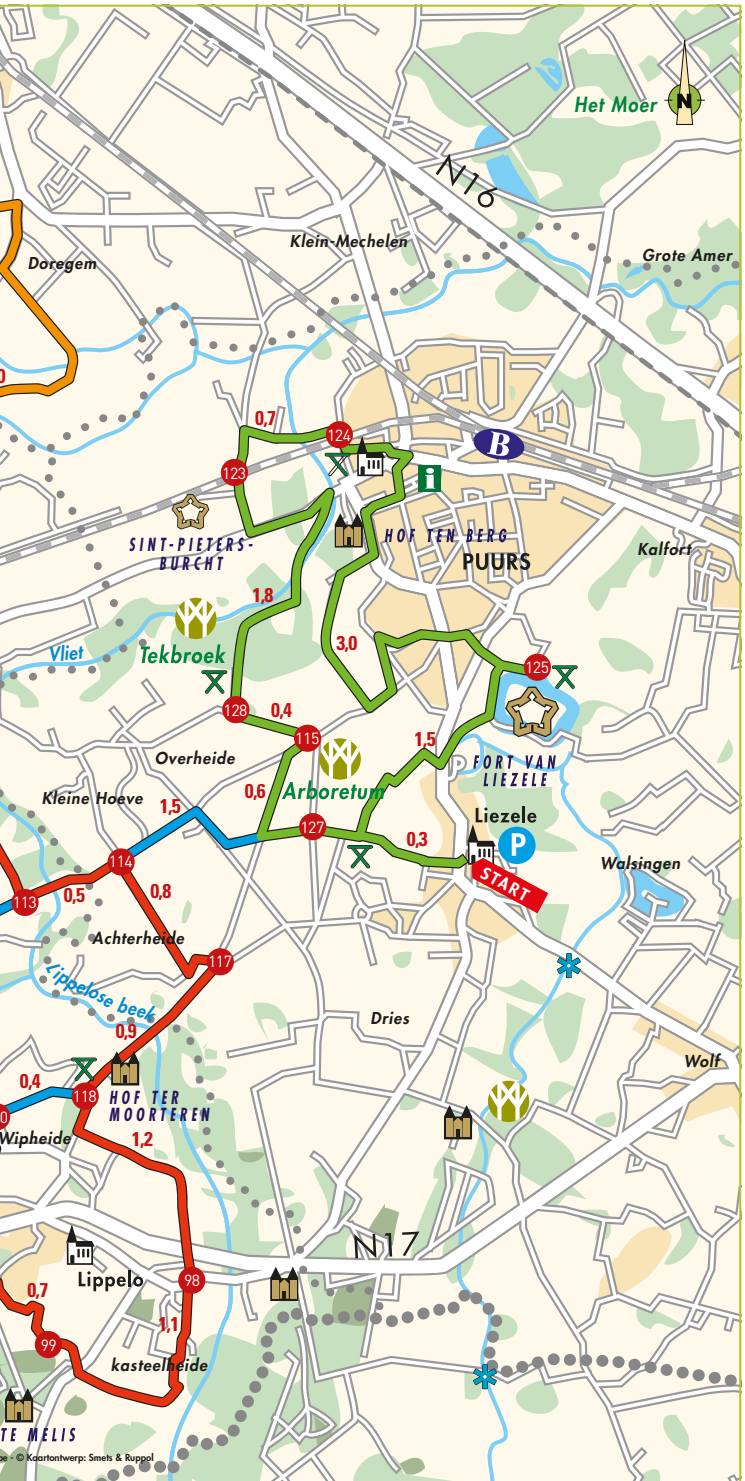 Het Moer
N
N16
Klein-Mechelen
Grote Amer
Doregem
0
0,7
124
B
123
i
SINT-PIETERS-
BURCHT
HOF TEN BERG
PUURS
Kalfort
1,8
3,0
Vliet
Tekbroek
125
128
0,4
115
1,5
Overheide
FORT VAN
LIEZELE
P
Kleine Hoeve
1,5
0,6
Arboretum
Liezele
127
0,3
P
114
START
Walsingen
0,5
0,8
113
Achterheide
117
Lippelose beek
Dries
0,9
Wolf
0,4
118
HOF TER
MOORTEREN
0
Wipheide
1,2
N17
Lippelo
98
0,7
1,1
99
kasteelheide
TE MELIS
pe - © Kaartontwerp: Smets & Ruppol